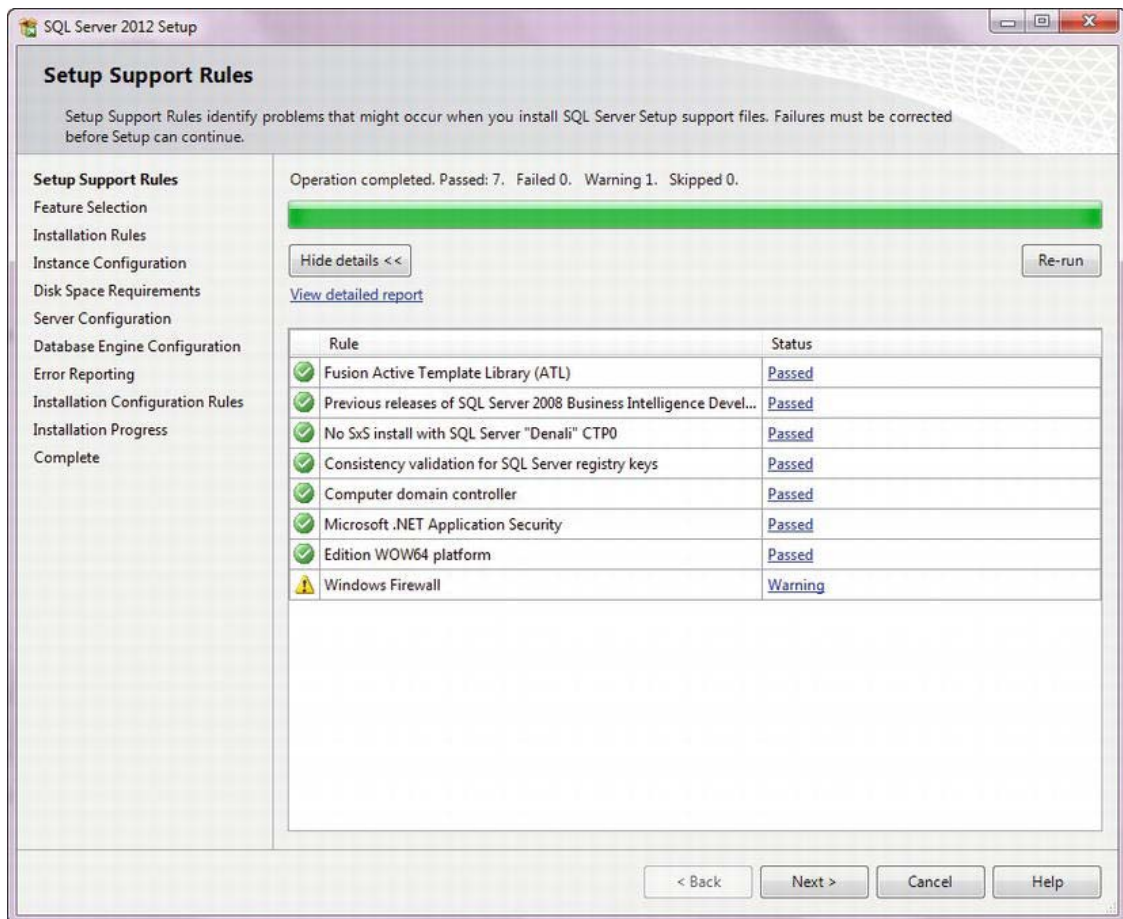 SQL Server 2012 Setup
Setup Support Rules
Setup Support Rules identify problems that might occur when you install SQL Server Setup support files. Failures must be corrected
before Setup can continue.
Setup Support Rules
Feature Selection
Installation Rules
Instance Configuration
Disk Space Requirements
Server Configuration
Database Engine Configuration
Error Reporting
Installation Configuration Rules
Installation Progress
Complete
Operation completed. Passed: 7. Failed 0. Warning 1. Skipped 0.
Hide details <<
Re-run
View detailed report
Rule Status
Fusion Active Template Library (ATL) Passed
Previous releases of SQL Server 2008 Business Intelligence Devel... Passed
No SxS install with SQL Server "Denali" CTP0 Passed
Consistency validation for SQL Server registry keys Passed
Computer domain controller Passed
Microsoft .NET Application Security Passed
Edition WOW64 platform Passed
Windows Firewall Warning
< Back Next > Cancel Help